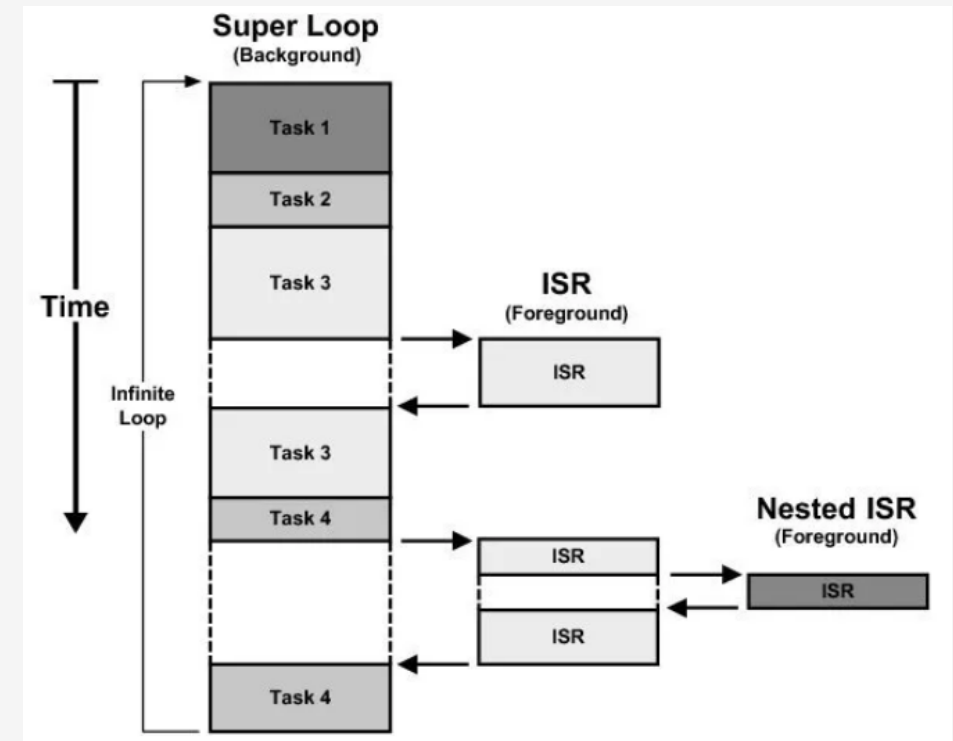 Super Loop
(Background)
Task 1
Task 2
Task 3
ISR
(Foreground)
Time
ISR
Infinite
Loop
Task 3
Task 4
Nested ISR
(Foreground)
ISR
ISR
ISR
Task 4